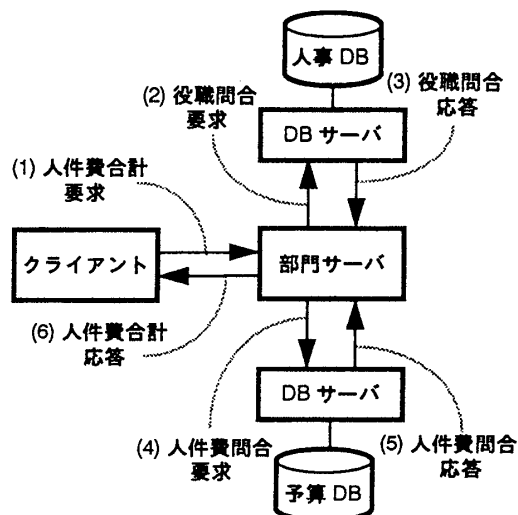 人事 DB
(2) 役職問合
要求
(3) 役職問合
応答
DB サーバ
(1) 人件費合計
要求
クライアント
部門サーバ
(6) 人件費合計
応答
DB サーバ
(4) 人件費問合
要求
(5) 人件費問合
応答
予算 DB